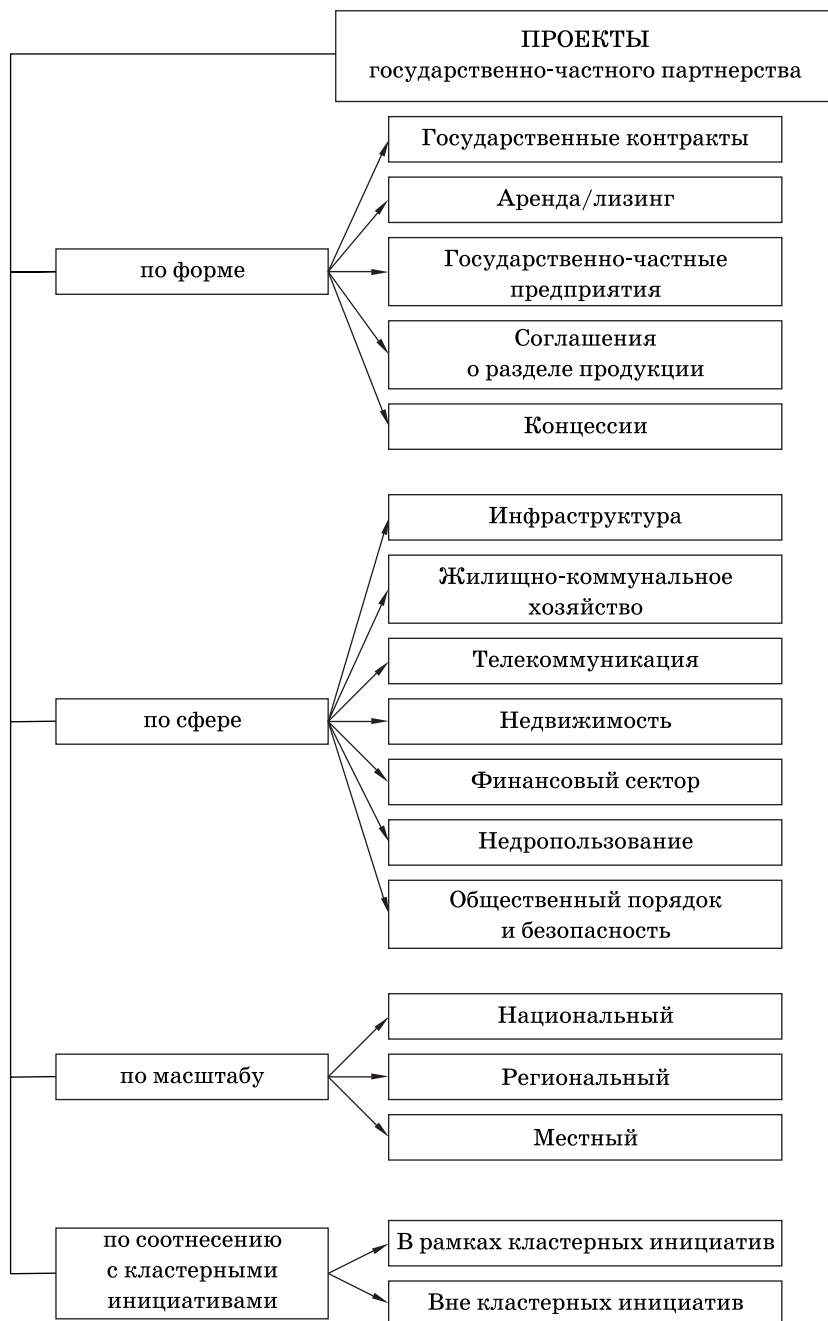 ПРОЕКТЫ
государственно-частного партнерства
по форме
Государственные контракты
Аренда/лизинг
Государственно-частные
предприятия
Соглашения
о разделе продукции
Концессии
по сфере
Инфраструктура
Жилищно-коммунальное
хозяйство
Телекоммуникация
Недвижимость
Финансовый сектор
Недропользование
Общественный порядок
и безопасность
по масштабу
Национальный
Региональный
Местный
по соотнесению
с кластерными
инициативами
В рамках кластерных инициатив
Вне кластерных инициатив